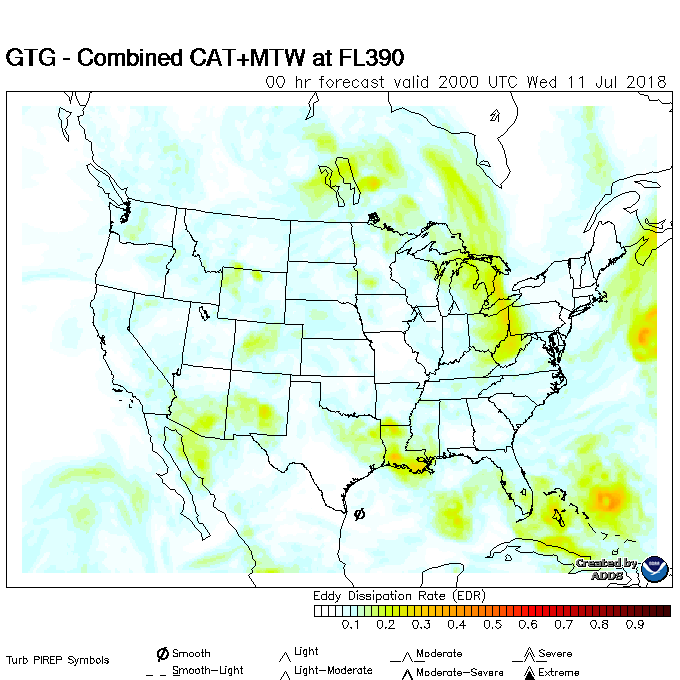 GTG - Combined CAT+MTW at FL390
00 hr forecast valid 2000 UTC Wed 11 Jul 2018
Created by
ADDS
Eddy Dissipation Rate (EDR)
0.1 0.2 0.3 0.4 0.5 0.6 0.7 0.8 0.9
Turb PIREP Symbols
Smooth Light Moderate Severe
Smooth-Light Light-Moderate Moderate-Severe Extreme